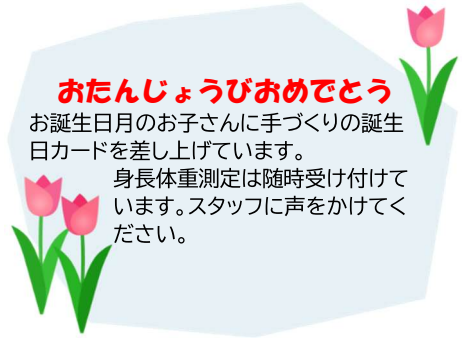 おたんじょうびおめでとう
お誕生日月のお子さんに手づくりの誕生
日カードを差し上げています。
身長体重測定は随時受け付けて
います。スタッフに声をかけてく
ださい。